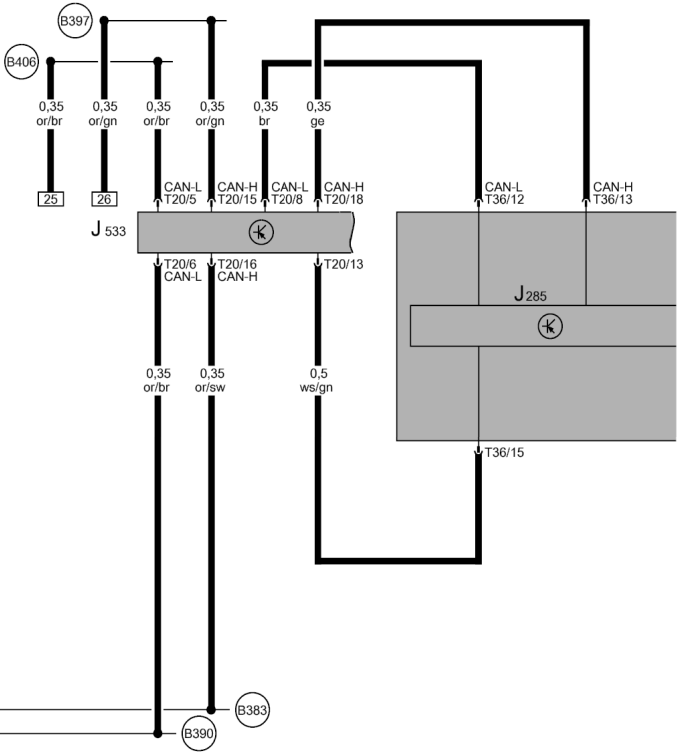 B397
B406
0,35 0,35 0,35 0,35 0,35 0,35
or/br or/gn or/br or/gn br ge
CAN-L CAN-H CAN-L CAN-H CAN-L CAN-H
25 26 T20/5 T20/15 T20/8 T20/18 T36/12 T36/13
J 533
T20/6 T20/16 T20/13
CAN-L CAN-H
J 285
0,35 0,35 0,5
or/br or/sw ws/gn
T36/15
B383
B390